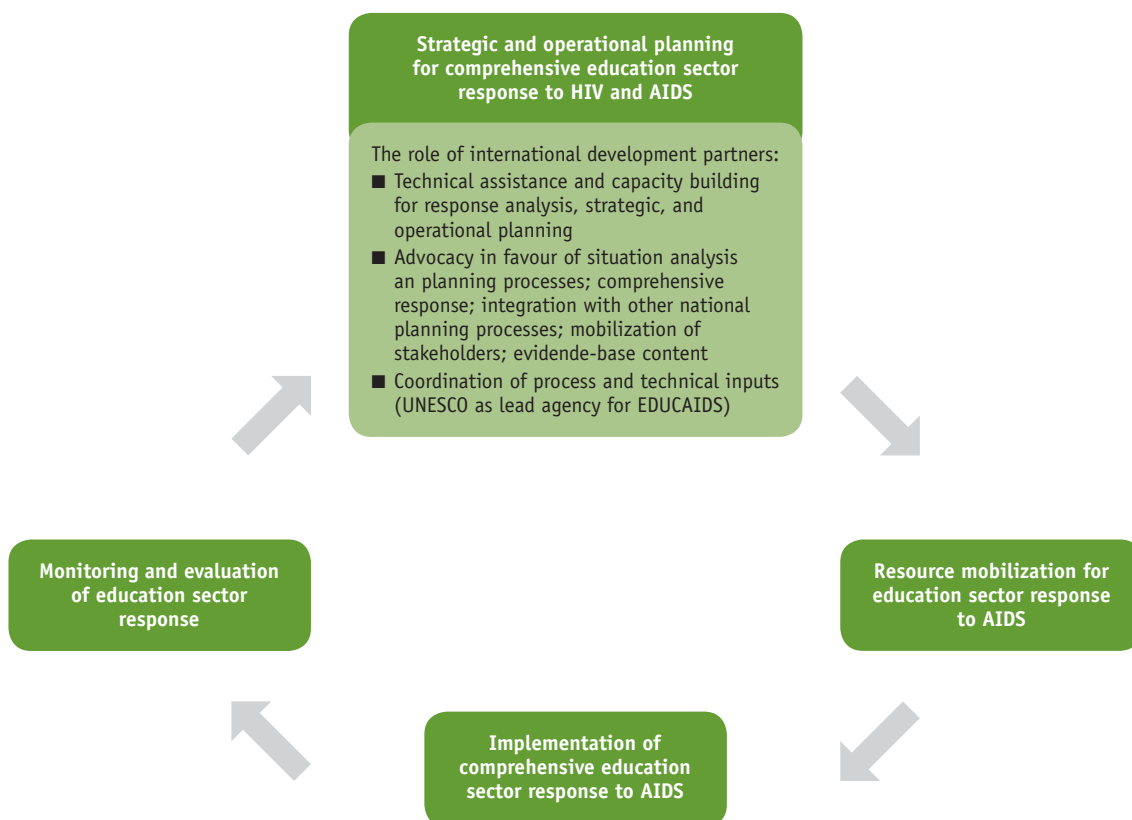 Strategic and operational planning
for comprehensive education sector
response to HIV and AIDS
The role of international development partners:
■ Technical assistance and capacity building
for response analysis, strategic, and
operational planning
■ Advocacy in favour of situation analysis
an planning processes; comprehensive
response; integration with other national
planning processes; mobilization of
stakeholders; evidende-base content
■ Coordination of process and technical inputs
(UNESCO as lead agency for EDUCAIDS)
Monitoring and evaluation
of education sector
response
Resource mobilization for
education sector response
to AIDS
Implementation of
comprehensive education
sector response to AIDS